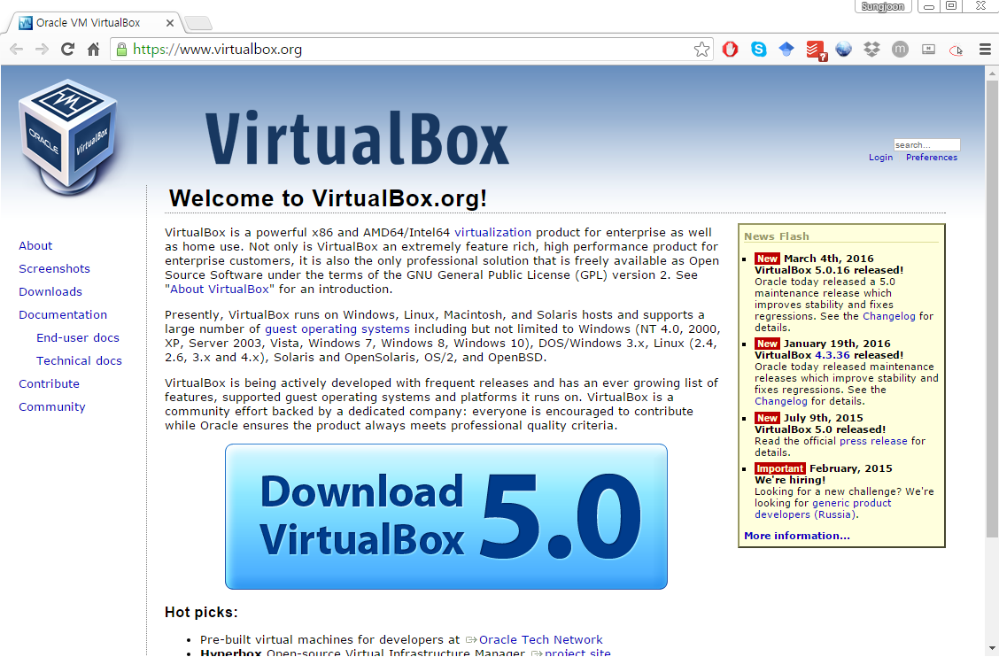 Sungjoon
Oracle VM VirtualBox
https://www.virtualbox.org
ORACLE
VirtualBox
VirtualBox
search...
Login Preferences
Welcome to VirtualBox.org!
About
Screenshots
Downloads
Documentation
End-user docs
Technical docs
Contribute
Community
VirtualBox is a powerful x86 and AMD64/Intel64 virtualization product for enterprise as well
as home use. Not only is VirtualBox an extremely feature rich, high performance product for
enterprise customers, it is also the only professional solution that is freely available as Open
Source Software under the terms of the GNU General Public License (GPL) version 2. See
"About VirtualBox" for an introduction.
Presently, VirtualBox runs on Windows, Linux, Macintosh, and Solaris hosts and supports a
large number of guest operating systems including but not limited to Windows (NT 4.0, 2000,
XP, Server 2003, Vista, Windows 7, Windows 8, Windows 10), DOS/Windows 3.x, Linux (2.4,
2.6, 3.x and 4.x), Solaris and OpenSolaris, OS/2, and OpenBSD.
VirtualBox is being actively developed with frequent releases and has an ever growing list of
features, supported guest operating systems and platforms it runs on. VirtualBox is a
community effort backed by a dedicated company: everyone is encouraged to contribute
while Oracle ensures the product always meets professional quality criteria.
Download
VirtualBox 5.0
Hot picks:
Pre-built virtual machines for developers at Oracle Tech Network
Hyperbox Open-source Virtual Infrastructure Manager project site
News Flash
New March 4th, 2016
VirtualBox 5.0.16 released!
Oracle today released a 5.0
maintenance release which
improves stability and fixes
regressions. See the Changelog for
details.
New January 19th, 2016
VirtualBox 4.3.36 released!
Oracle today released maintenance
releases which improve stability and
fixes regressions. See the
Changelog for details.
New July 9th, 2015
VirtualBox 5.0 released!
Read the official press release for
details.
Important February, 2015
We're hiring!
Looking for a new challenge? We're
looking for generic product
developers (Russia).
More information...